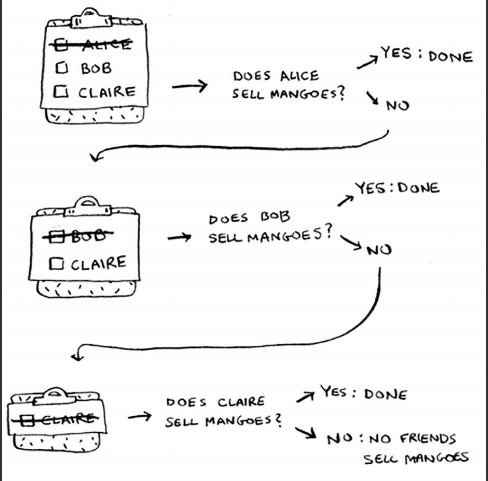 ALICE
BOB
CLAIRE
DOES ALICE
SELL MANGOES?
YES: DONE
NO
BOB
CLAIRE
DOES BOB
SELL MANGOES?
YES: DONE
NO
CLAIRE
DOES CLAIRE
SELL MANGOES?
YES: DONE
NO: NO FRIENDS
SELL MANGOES